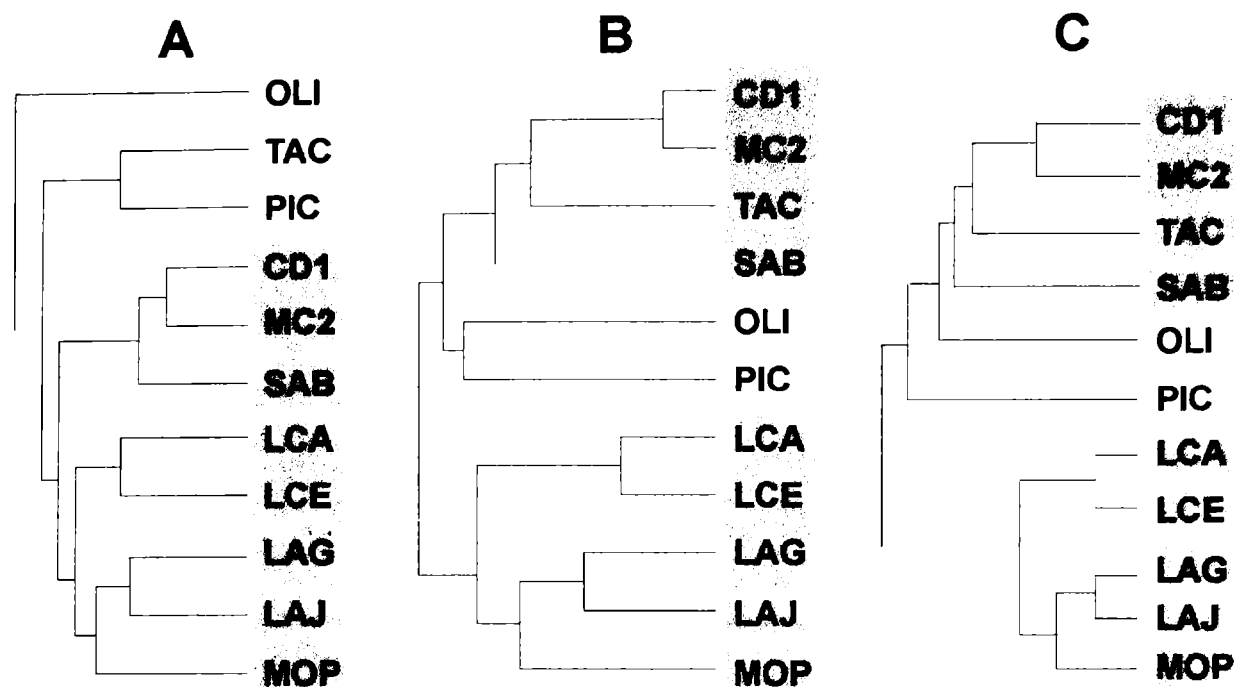 A
OLI
TAC
PIC
CD1
MC2
SAB
LCA
LCE
LAG
LAJ
MOP
B
CD1
MC2
TAC
SAB
OLI
PIC
LCA
LCE
LAG
LAJ
MOP
C
CD1
MC2
TAC
SAB
OLI
PIC
LCA
LCE
LAG
LAJ
MOP